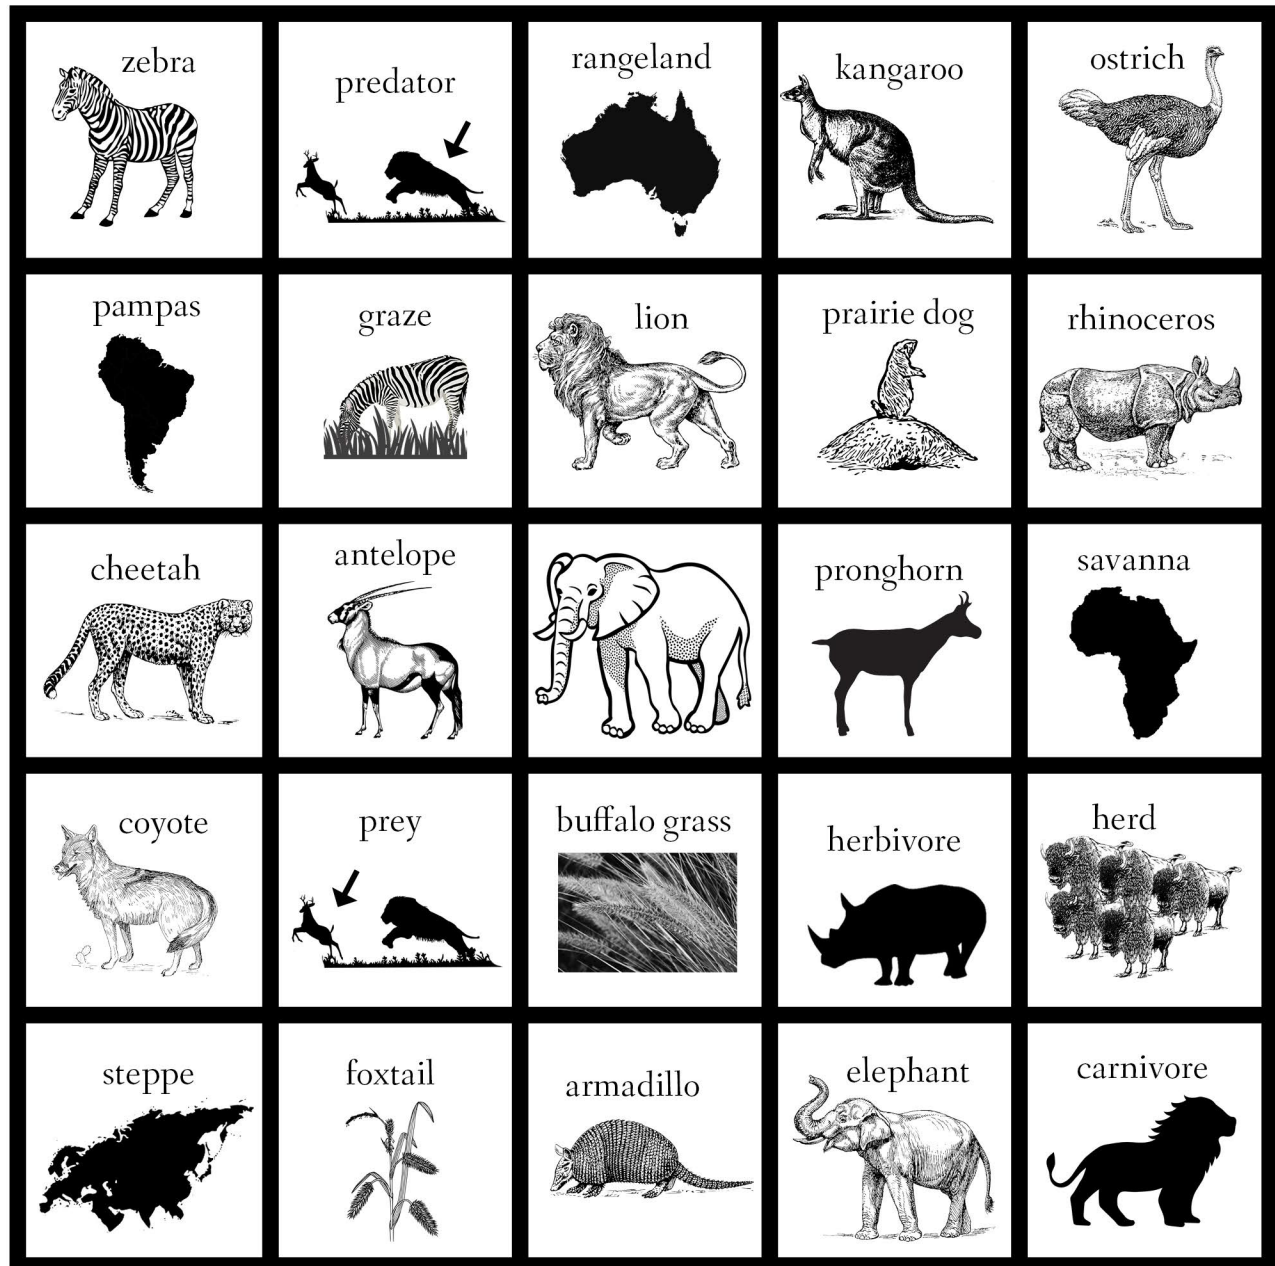 zebra
predator
rangeland
kangaroo
ostrich
pampas
graze
lion
prairie dog
rhinoceros
cheetah
antelope
pronghorn
savanna
coyote
prey
buffalo grass
herbivore
herd
steppe
foxtail
armadillo
elephant
carnivore